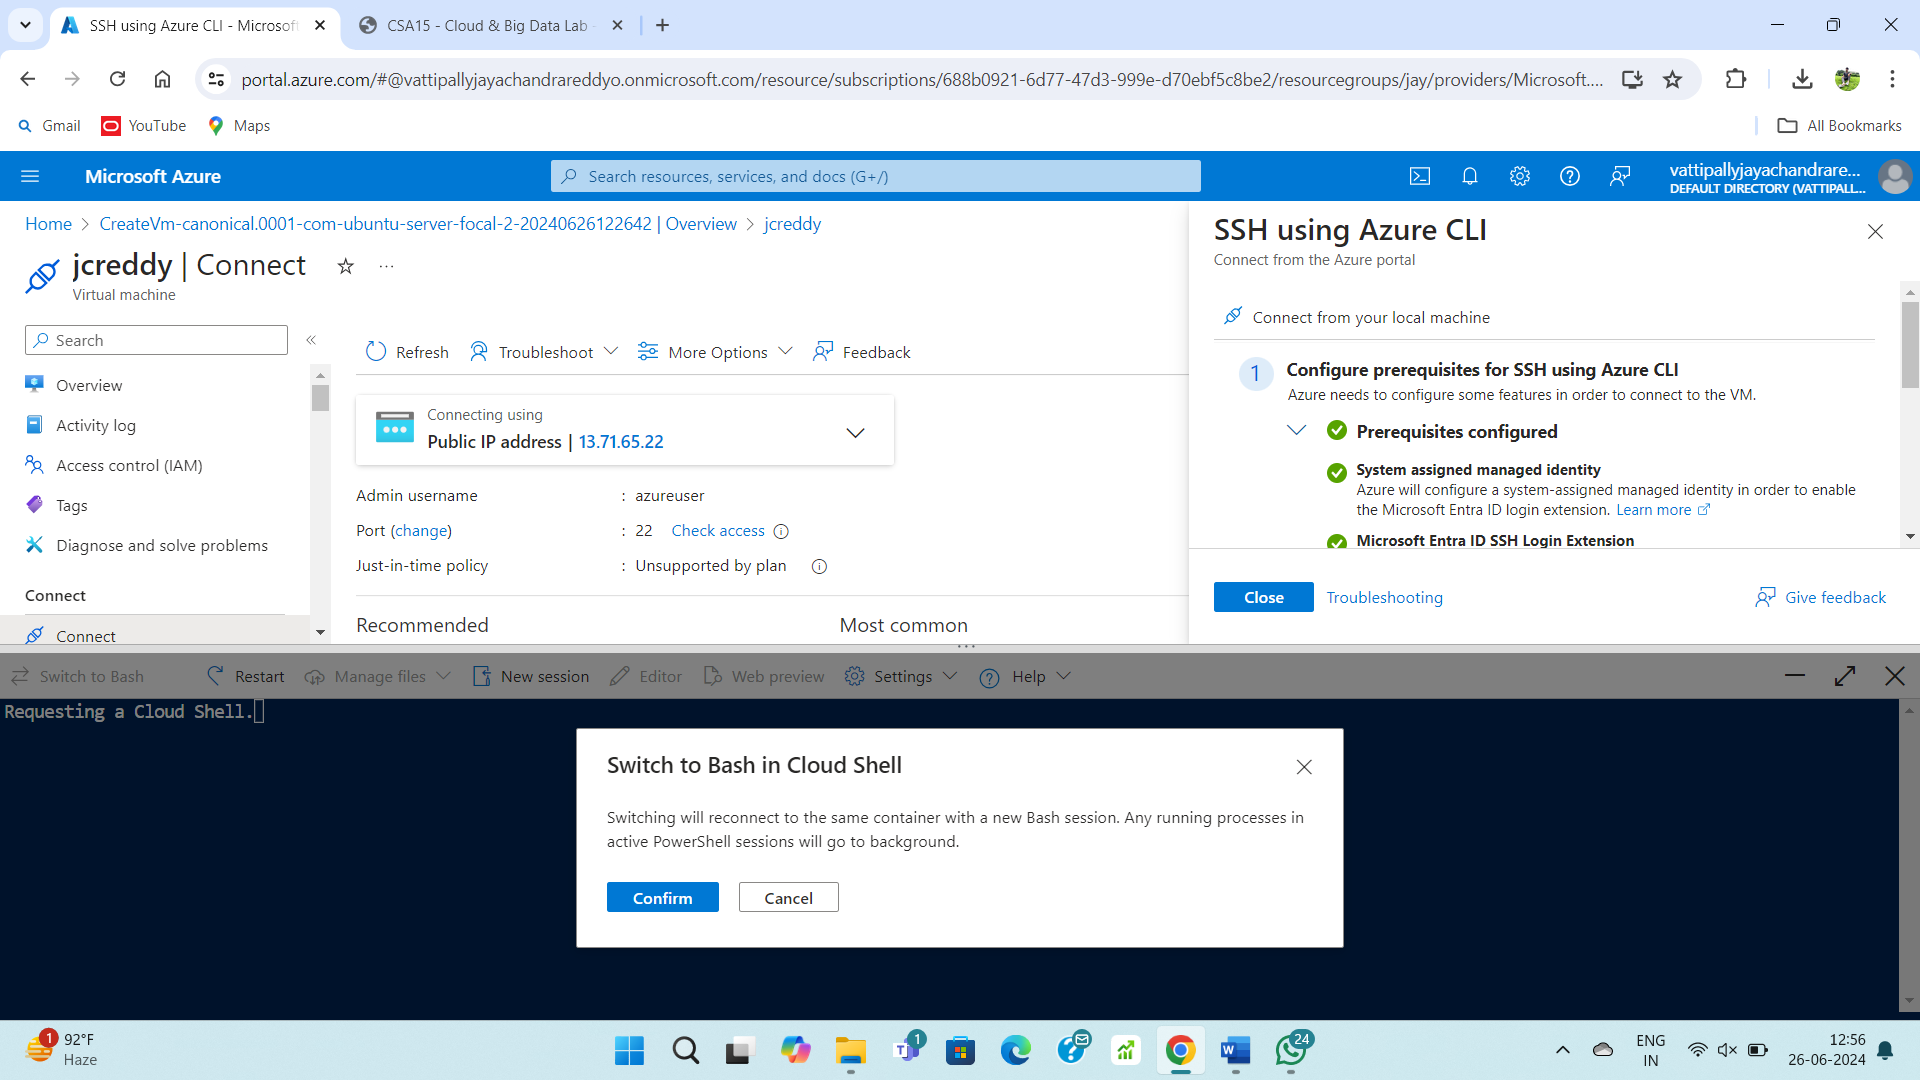 SSH using Azure CLI - Microsoft
CSA15 - Cloud & Big Data Lab -
portal.azure.com/#@vattipallyjayachandrareddyo.onmicrosoft.com/resource/subscriptions/688b0921-6d77-47d3-999e-d70ebf5c8be2/resourcegroups/jay/providers/Microsoft....
Gmail
YouTube
Maps
All Bookmarks
Microsoft Azure
Search resources, services, and docs (G+/)
vattipallyjayachandrare...
DEFAULT DIRECTORY (VATTIPALL...
Home > CreateVm-canonical.0001-com-ubuntu-server-focal-2-20240626122642 | Overview > jcreddy
jcreddy | Connect
...
Virtual machine
Search
Overview
Activity log
Access control (IAM)
Tags
Diagnose and solve problems
Connect
Connect
Refresh
Troubleshoot
More Options
Feedback
Connecting using
Public IP address | 13.71.65.22
Admin username : azureuser
Port (change) : 22 Check access
Just-in-time policy : Unsupported by plan
Recommended
Most common
SSH using Azure CLI
Connect from the Azure portal
Connect from your local machine
1
Configure prerequisites for SSH using Azure CLI
Azure needs to configure some features in order to connect to the VM.
Prerequisites configured
System assigned managed identity
Azure will configure a system-assigned managed identity in order to enable
the Microsoft Entra ID login extension. Learn more
Microsoft Entra ID SSH Login Extension
Close
Troubleshooting
Give feedback
Switch to Bash
Restart
Manage files
New session
Editor
Web preview
Settings
Help
Requesting a Cloud Shell.
Switch to Bash in Cloud Shell
Switching will reconnect to the same container with a new Bash session. Any running processes in
active PowerShell sessions will go to background.
Confirm
Cancel
1
92°F
Haze
1
24
ENG
IN
12:56
26-06-2024